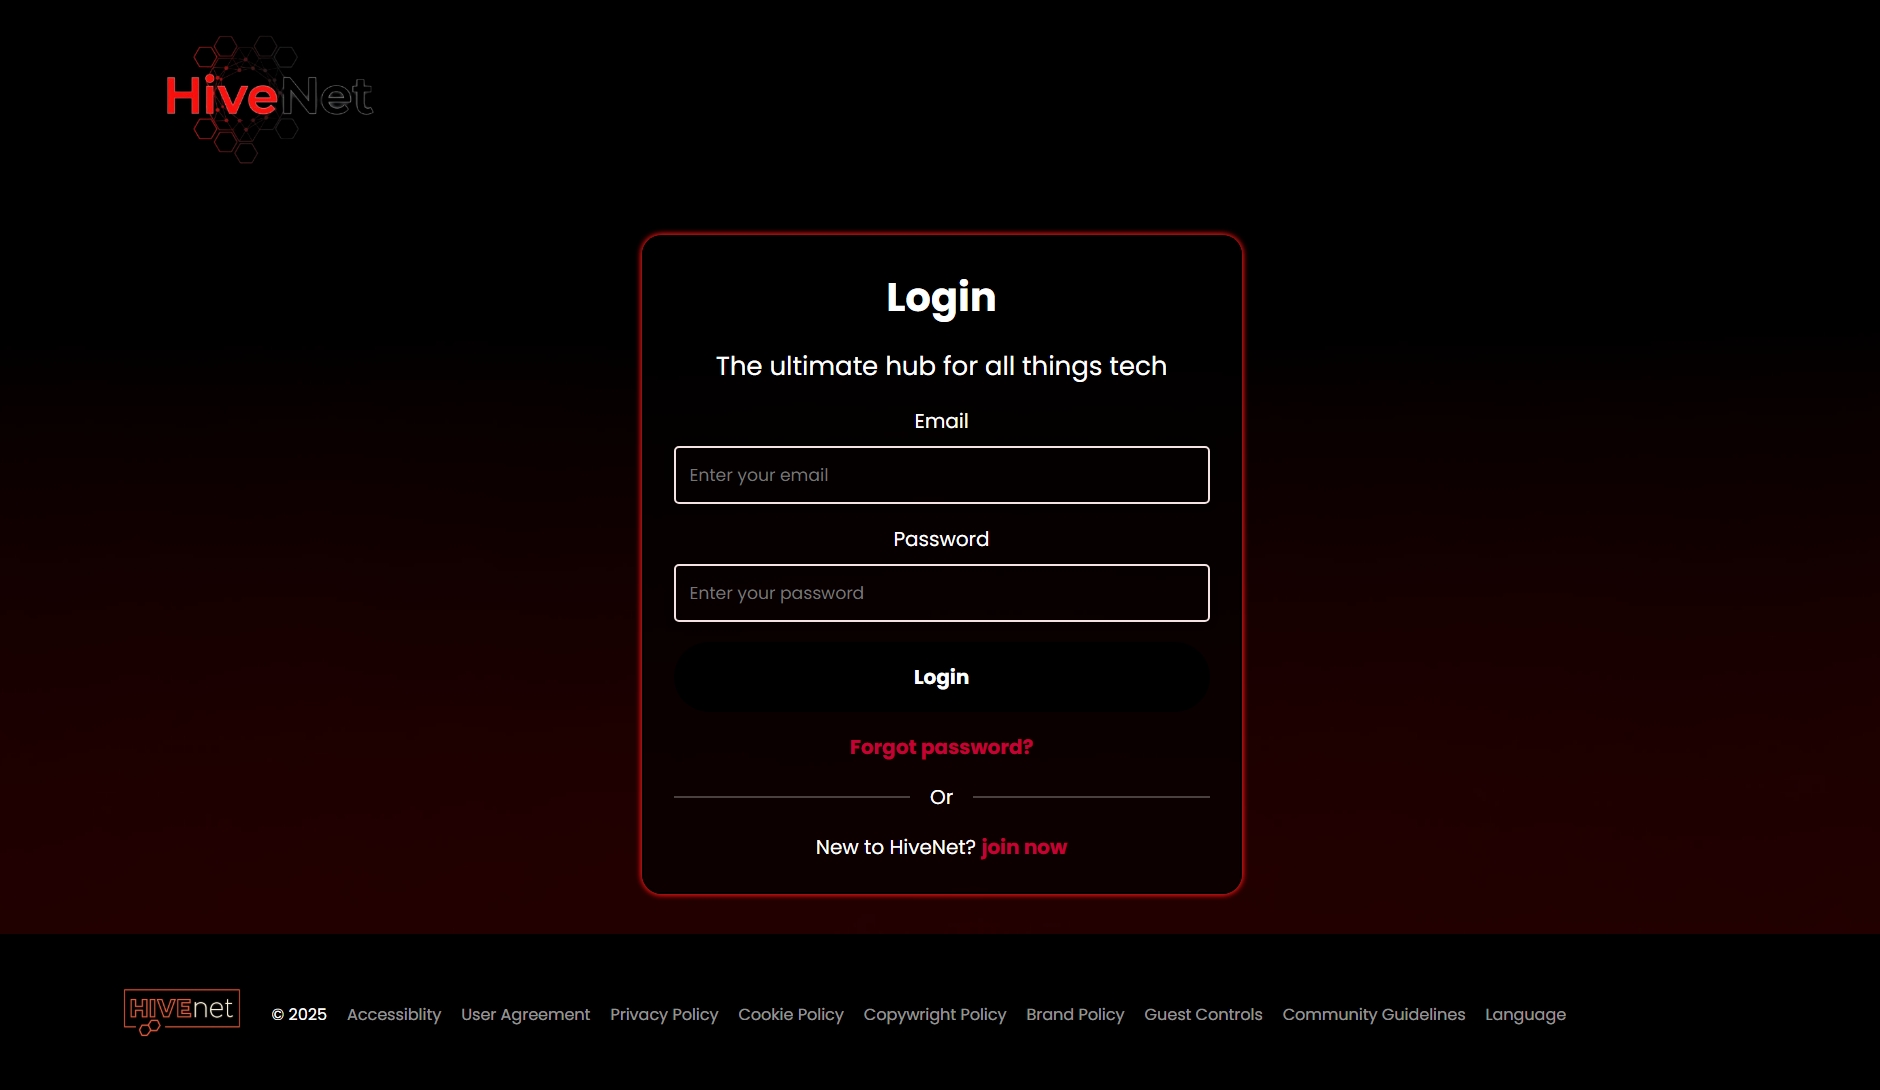 HiveNet
Login
The ultimate hub for all things tech
Email
Enter your email
Password
Enter your password
Login
Forgot password?
Or
New to HiveNet? join now
HIVEnet
© 2025 Accessiblity User Agreement Privacy Policy Cookie Policy Copywright Policy Brand Policy Guest Controls Community Guidelines Language